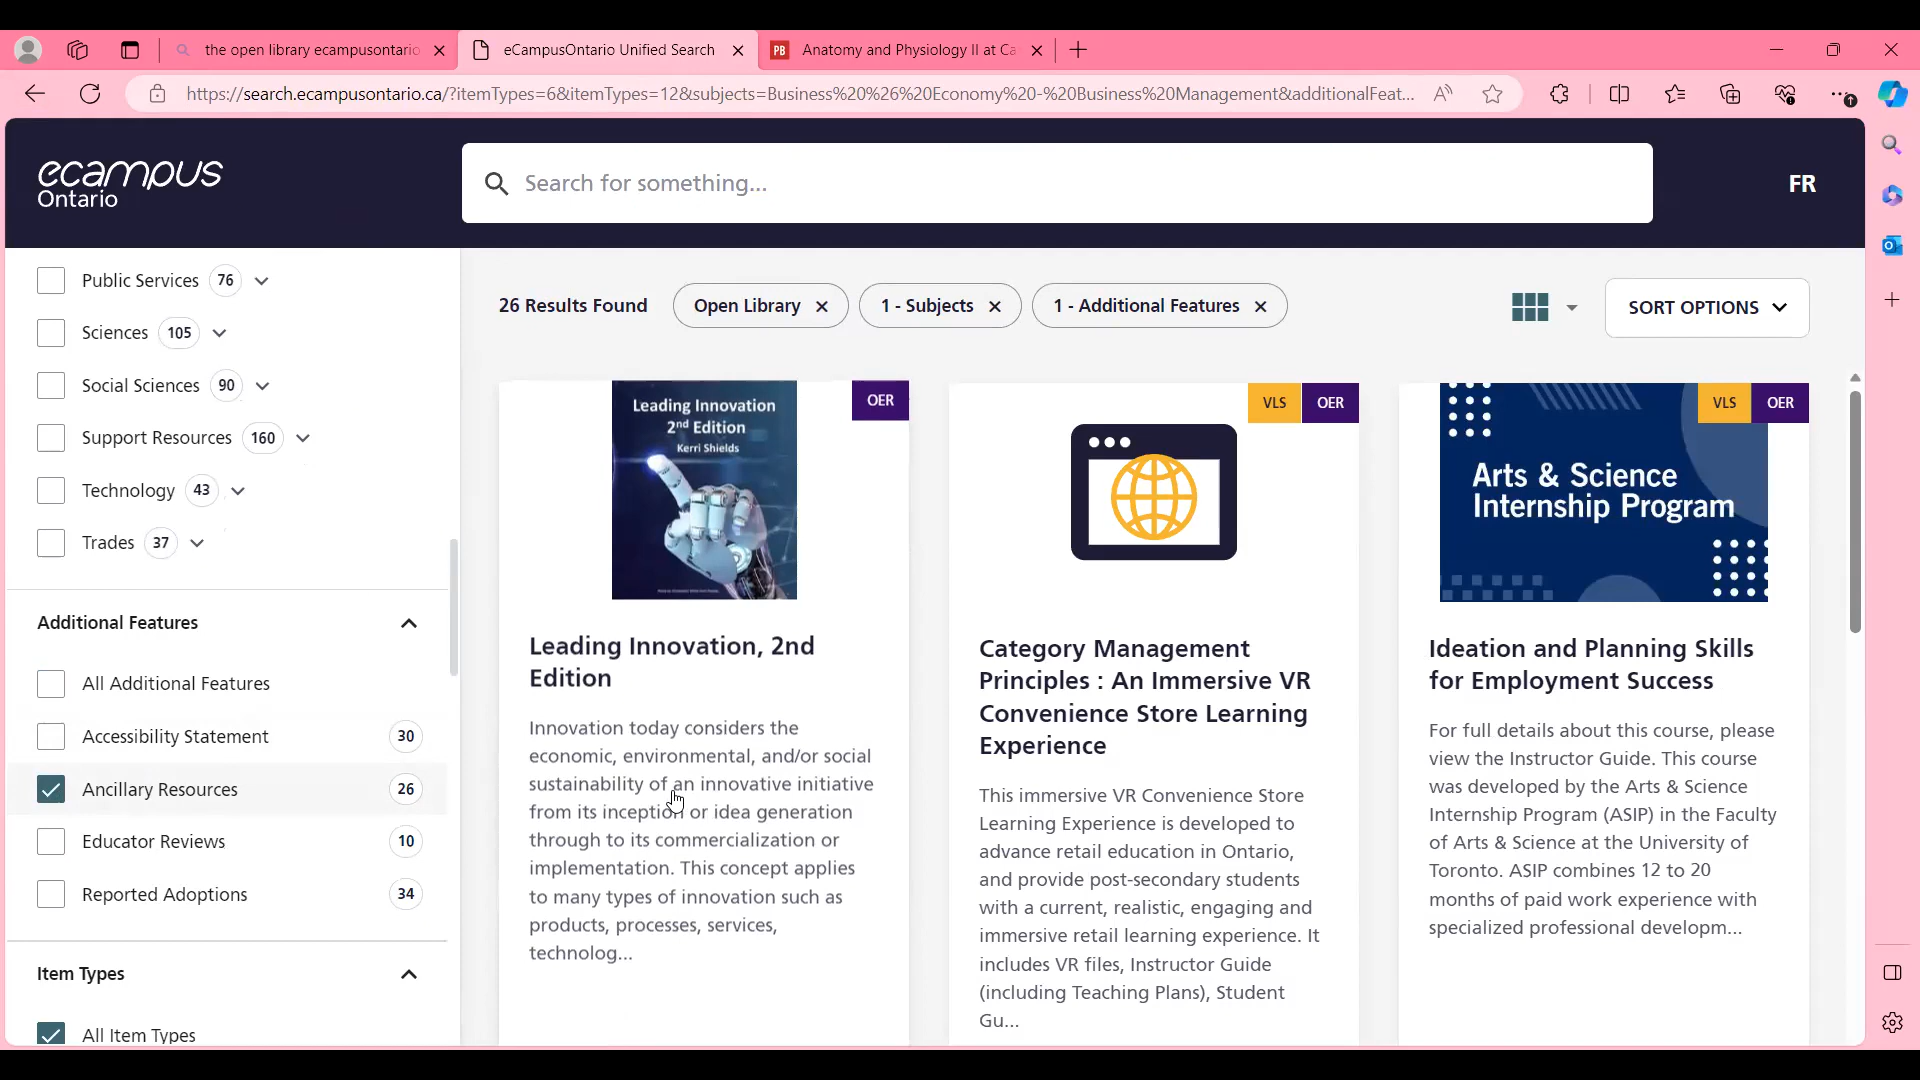 the open library ecampusontario
eCampusOntario Unified Search
PB
Anatomy and Physiology II at Ca
https://search.ecampusontario.ca/?itemTypes=6&itemTypes=12&subjects=Business%20%26%20Economy%20-%20Business%20Management&additionalFeat...
ecampus
Ontario
Search for something...
FR
Public Services 76
Sciences 105
Social Sciences 90
Support Resources 160
Technology 43
Trades 37
Additional Features
All Additional Features
Accessibility Statement 30
Ancillary Resources 26
Educator Reviews 10
Reported Adoptions 34
Item Types
All Item Types
26 Results Found
Open Library
1 - Subjects
1 - Additional Features
SORT OPTIONS
OER
Leading Innovation
2nd Edition
Kerri Shields
Leading Innovation, 2nd
Edition
Innovation today considers the
economic, environmental, and/or social
sustainability of an innovative initiative
from its inception or idea generation
through to its commercialization or
implementation. This concept applies
to many types of innovation such as
products, processes, services,
technolog...
VLS OER
Category Management
Principles : An Immersive VR
Convenience Store Learning
Experience
This immersive VR Convenience Store
Learning Experience is developed to
advance retail education in Ontario,
and provide post-secondary students
with a current, realistic, engaging and
immersive retail learning experience. It
includes VR files, Instructor Guide
(including Teaching Plans), Student
Gu...
VLS OER
Arts & Science
Internship Program
Ideation and Planning Skills
for Employment Success
For full details about this course, please
view the Instructor Guide. This course
was developed by the Arts & Science
Internship Program (ASIP) in the Faculty
of Arts & Science at the University of
Toronto. ASIP combines 12 to 20
months of paid work experience with
specialized professional developm...